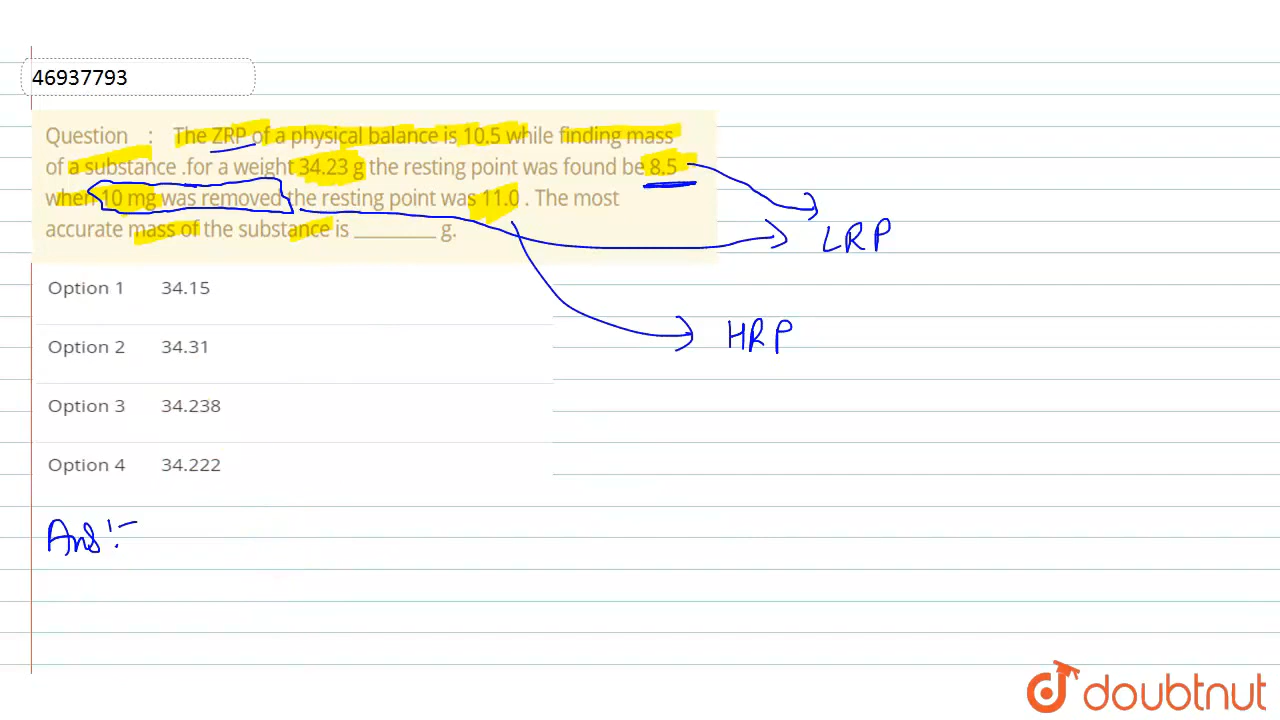 46937793
Question : The ZRP of a physical balance is 10.5 while finding mass
of a substance .for a weight 34.23 g the resting point was found be 8.5
when 10 mg was removed the resting point was 11.0 . The most
accurate mass of the substance is _________ g.
LRP
HRP
Option 1 34.15
Option 2 34.31
Option 3 34.238
Option 4 34.222
Ans :-
doubtnut